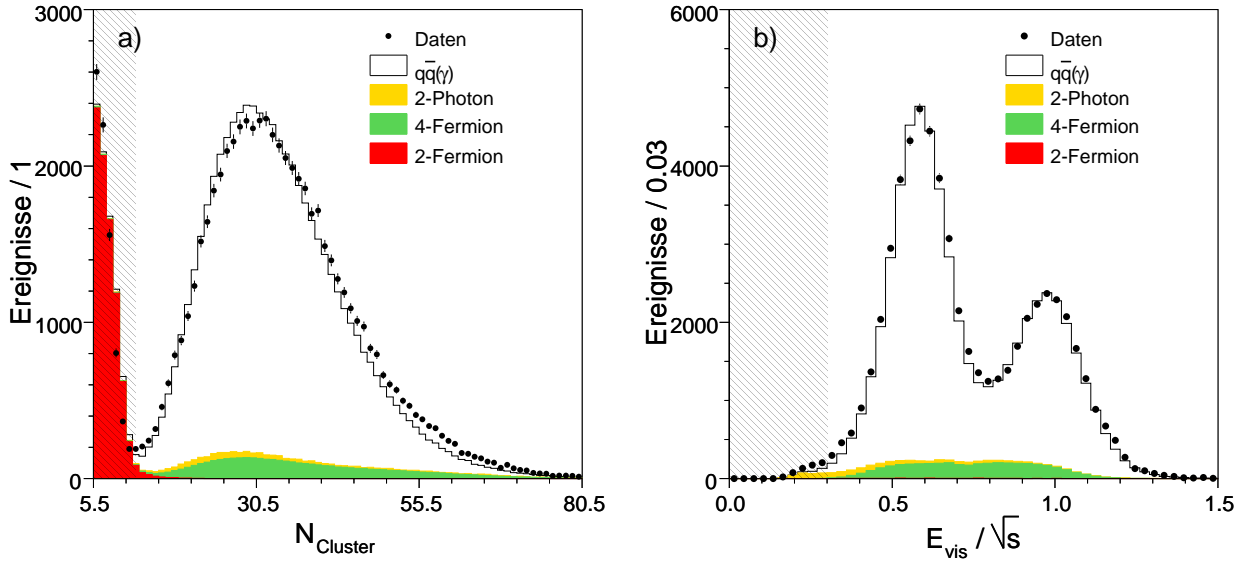 a)
Daten
qq̅(γ)
2-Photon
4-Fermion
2-Fermion
Ereignisse / 1
3000
2000
1000
0
5.5
30.5
55.5
80.5
N_Cluster
b)
Daten
qq̅(γ)
2-Photon
4-Fermion
2-Fermion
Ereignisse / 0.03
6000
4000
2000
0
0.0
0.5
1.0
1.5
E_vis / √s